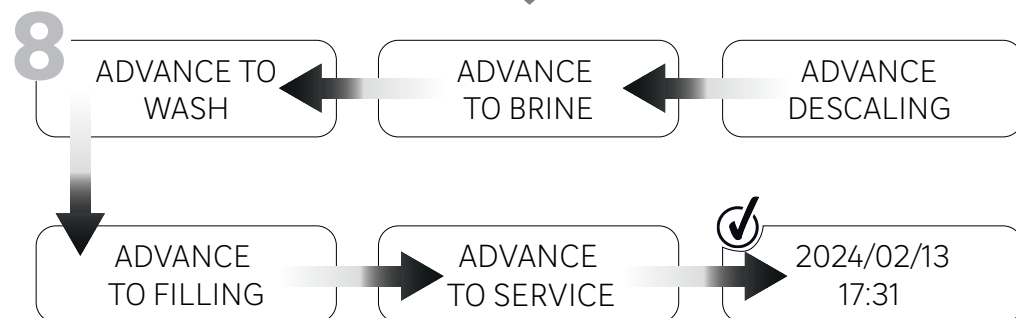 8
ADVANCE TO
WASH
ADVANCE
TO BRINE
ADVANCE
DESCALING
ADVANCE
TO FILLING
ADVANCE
TO SERVICE
2024/02/13
17:31